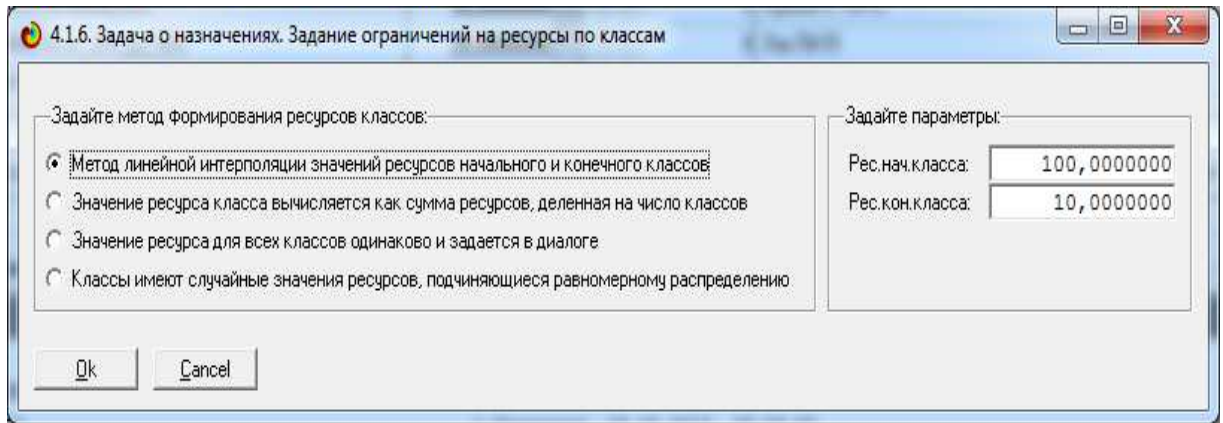 4.1.6. Задача о назначениях. Задание ограничений на ресурсы по классам
Задайте метод формирования ресурсов классов:
Метод линейной интерполяции значений ресурсов начального и конечного классов
Значение ресурса класса вычисляется как сумма ресурсов, деленная на число классов
Значение ресурса для всех классов одинаково и задается в диалоге
Классы имеют случайные значения ресурсов, подчиняющиеся равномерному распределению
Задайте параметры:
Рес.нач.класса: 100,0000000
Рес.кон.класса: 10,0000000
Ok Cancel